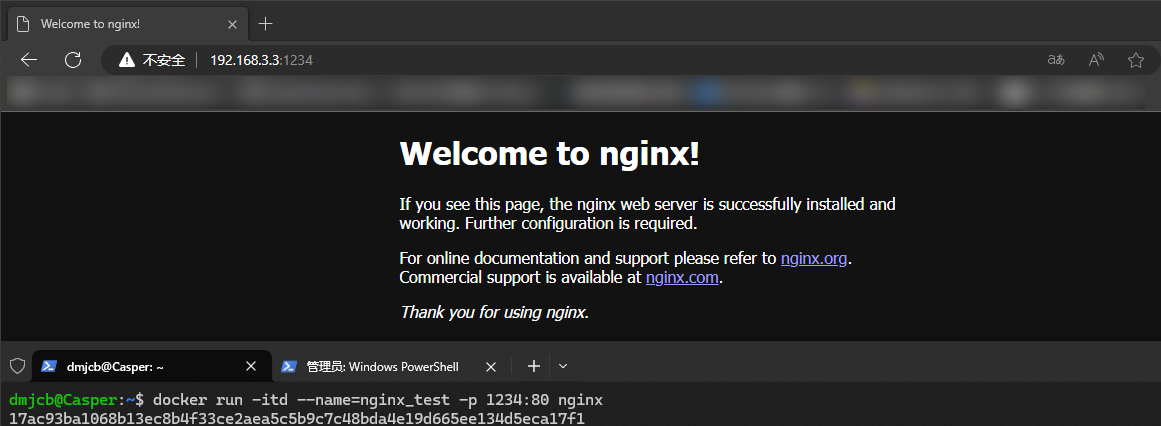 Welcome to nginx!
不安全 192.168.3.3:1234
Welcome to nginx!
If you see this page, the nginx web server is successfully installed and
working. Further configuration is required.
For online documentation and support please refer to nginx.org.
Commercial support is available at nginx.com.
Thank you for using nginx.
dmjcb@Casper: ~ 管理员: Windows PowerShell
dmjcb@Casper:~$ docker run -itd --name=nginx_test -p 1234:80 nginx
17ac93ba1068b13ec8b4f33ce2aea5c5b9c7c48bda4e19d665ee134d5eca17f1